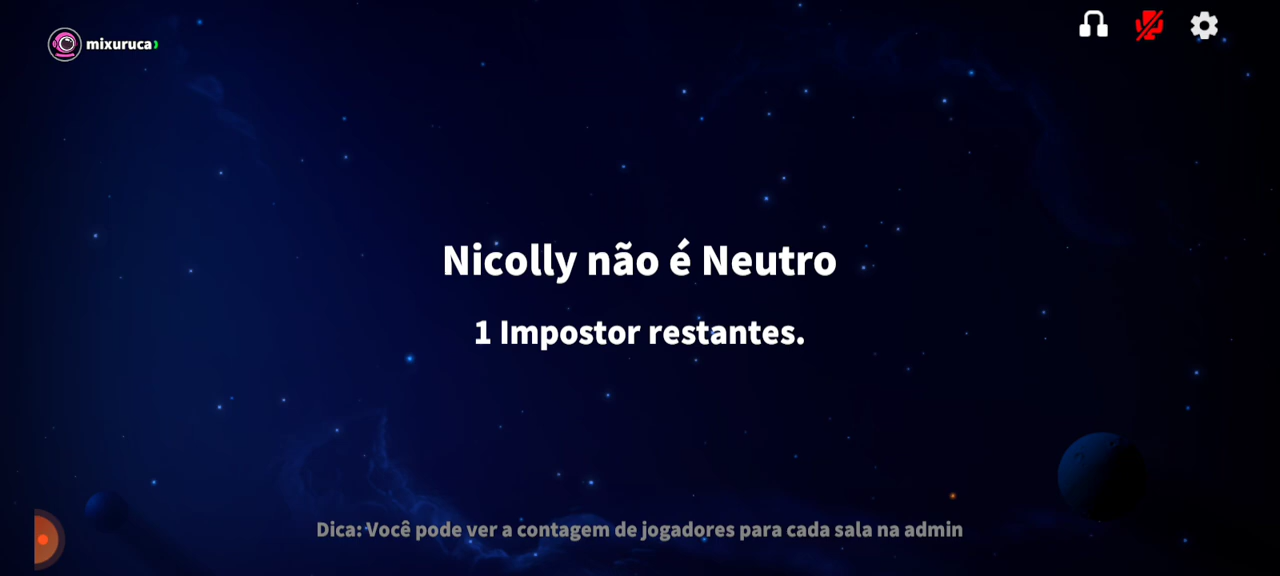 mixuruca
Nicolly não é Neutro
1 Impostor restantes.
Dica: Você pode ver a contagem de jogadores para cada sala na admin